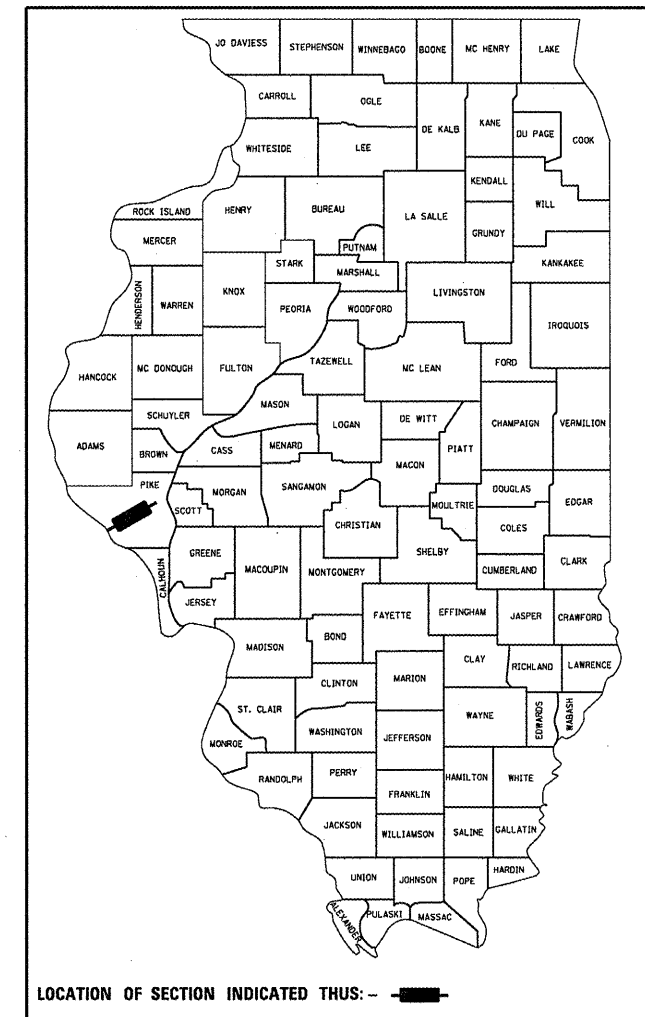 JO DAVIESS STEPHENSON WINNEBAGO BOONE MC HENRY LAKE
CARROLL OGLE DE KALB KANE DU PAGE COOK
WHITESIDE LEE
KENDALL
ROCK ISLAND HENRY BUREAU LA SALLE WILL
MERCER PUTNAM GRUNDY
STARK MARSHALL KANKAKEE
HENDERSON WARREN KNOX PEORIA WOODFORD LIVINGSTON IROQUOIS
HANCOCK MC DONOUGH FULTON TAZEWELL MC LEAN FORD
MASON
SCHUYLER LOGAN DE WITT CHAMPAIGN VERMILION
ADAMS BROWN CASS MENARD MACON PIATT
PIKE MORGAN SANGAMON DOUGLAS EDGAR
SCOTT CHRISTIAN MOULTRIE COLES
GREENE MACOUPIN MONTGOMERY SHELBY CUMBERLAND CLARK
CALHOUN JERSEY FAYETTE EFFINGHAM JASPER CRAWFORD
MADISON BOND
CLAY RICHLAND LAWRENCE
CLINTON MARION
ST. CLAIR WAYNE EDWARDS WABASH
MONROE WASHINGTON JEFFERSON
RANDOLPH PERRY HAMILTON WHITE
FRANKLIN
JACKSON WILLIAMSON SALINE GALLATIN
UNION JOHNSON POPE HARDIN
ALEXANDER PULASKI MASSAC
LOCATION OF SECTION INDICATED THUS: -